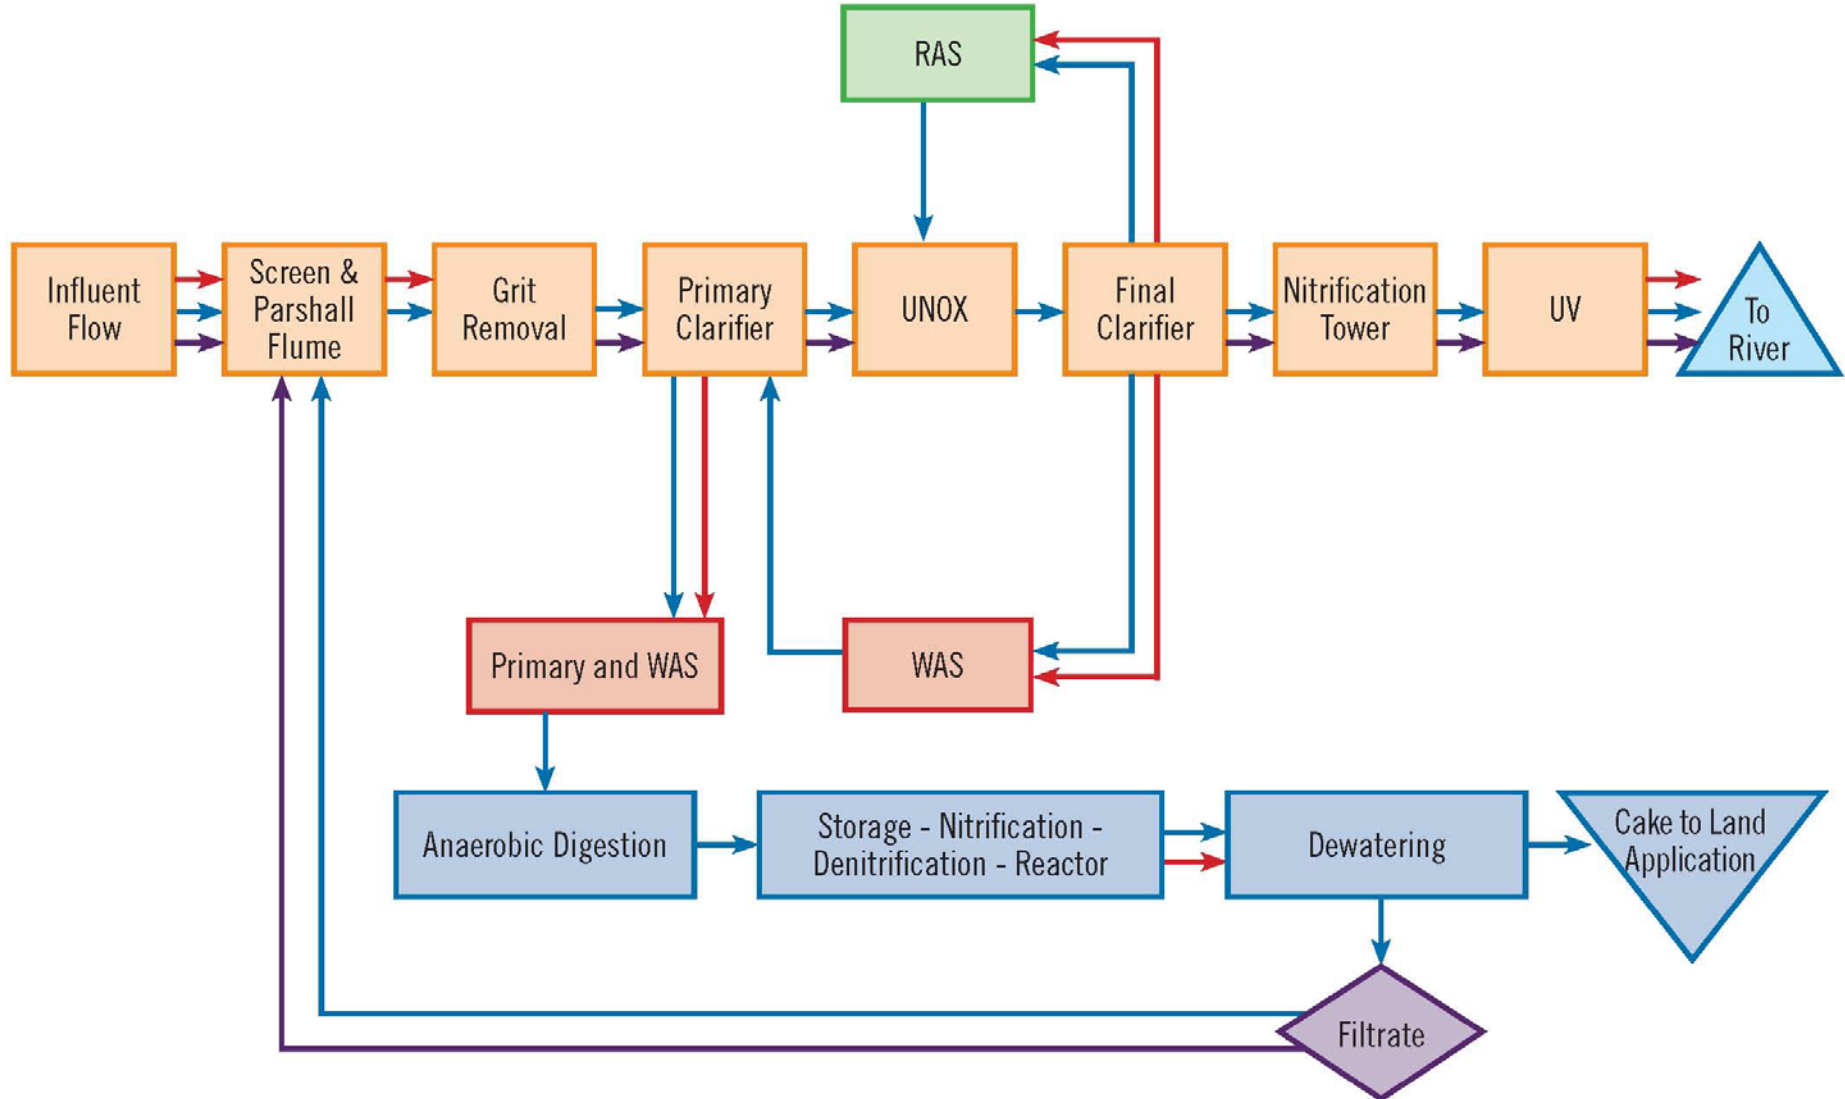 RAS
Influent
Flow
Screen &
Parshall
Flume
Grit
Removal
Primary
Clarifier
UNOX
Final
Clarifier
Nitrification
Tower
UV
To
River
Primary and WAS
WAS
Anaerobic Digestion
Storage - Nitrification -
Denitrification - Reactor
Dewatering
Cake to Land
Application
Filtrate